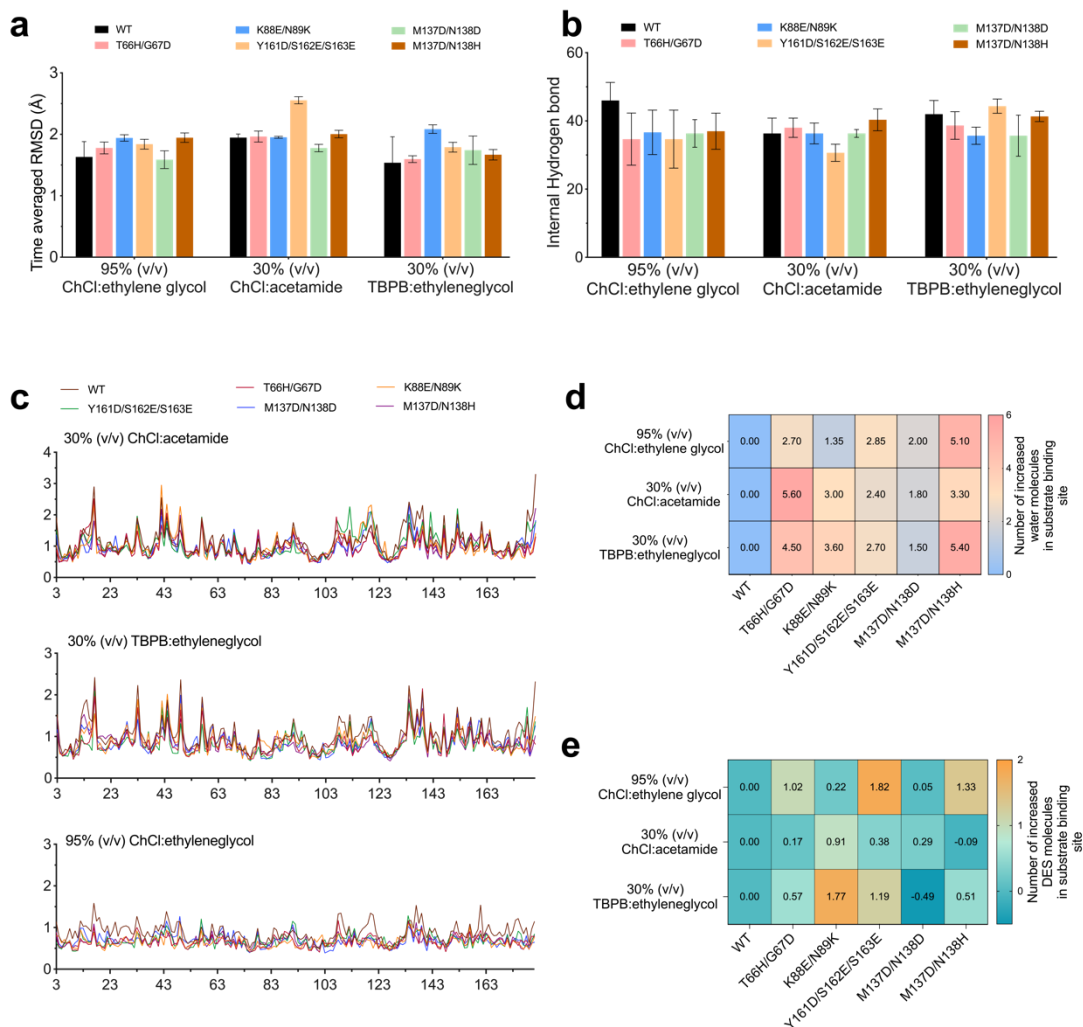 a
WT
K88E/N89K
M137D/N138D
T66H/G67D
Y161D/S162E/S163E
M137D/N138H
Time averaged RMSD (Å)
3
2
1
0
95% (v/v)
ChCl:ethylene glycol
30% (v/v)
ChCl:acetamide
30% (v/v)
TBPB:ethyleneglycol
b
WT
K88E/N89K
M137D/N138D
T66H/G67D
Y161D/S162E/S163E
M137D/N138H
Internal Hydrogen bond
60
40
20
0
95% (v/v)
ChCl:ethylene glycol
30% (v/v)
ChCl:acetamide
30% (v/v)
TBPB:ethyleneglycol
c
WT
T66H/G67D
K88E/N89K
Y161D/S162E/S163E
M137D/N138D
M137D/N138H
30% (v/v) ChCl:acetamide
4
3
2
1
0
3 23 43 63 83 103 123 143 163
30% (v/v) TBPB:ethyleneglycol
3
2
1
0
3 23 43 63 83 103 123 143 163
95% (v/v) ChCl:ethyleneglycol
3
2
1
0
3 23 43 63 83 103 123 143 163
d
95% (v/v)
ChCl:ethylene glycol
0.00 2.70 1.35 2.85 2.00 5.10
30% (v/v)
ChCl:acetamide
0.00 5.60 3.00 2.40 1.80 3.30
30% (v/v)
TBPB:ethyleneglycol
0.00 4.50 3.60 2.70 1.50 5.40
WT
T66H/G67D
K88E/N89K
Y161D/S162E/S163E
M137D/N138D
M137D/N138H
6
4
2
0
Number of increased
water molecules
in substrate binding
site
e
95% (v/v)
ChCl:ethylene glycol
0.00 1.02 0.22 1.82 0.05 1.33
30% (v/v)
ChCl:acetamide
0.00 0.17 0.91 0.38 0.29 -0.09
30% (v/v)
TBPB:ethyleneglycol
0.00 0.57 1.77 1.19 -0.49 0.51
WT
T66H/G67D
K88E/N89K
Y161D/S162E/S163E
M137D/N138D
M137D/N138H
2
1
0
Number of increased
DES molecules
in substrate binding
site